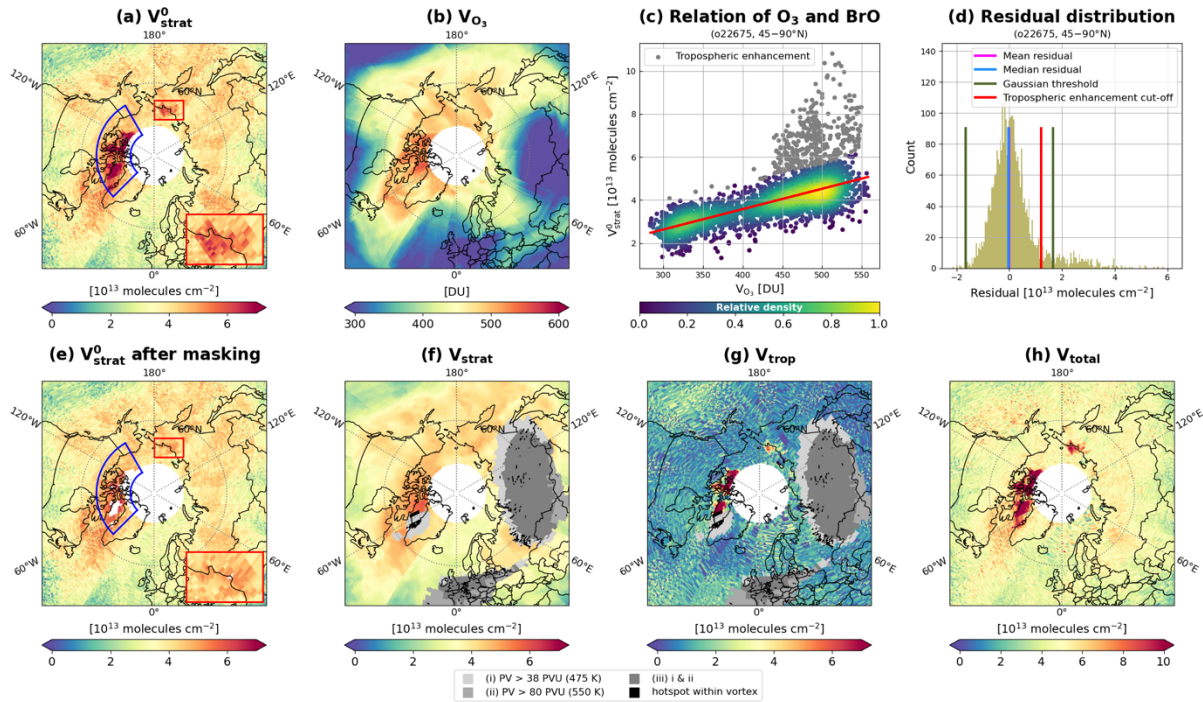 (a) V⁰strat
180°
120°W
120°E
60°N
60°W
60°E
0°
[10¹³ molecules cm⁻²]
0 2 4 6
(b) V_O₃
180°
120°W
120°E
60°N
60°W
60°E
0°
[DU]
300 400 500 600
(c) Relation of O₃ and BrO
(o22675, 45−90°N)
Tropospheric enhancement
V⁰strat [10¹³ molecules cm⁻²]
10
8
6
4
2
300 350 400 450 500 550
V_O₃ [DU]
Relative density
0.0 0.2 0.4 0.6 0.8 1.0
(d) Residual distribution
(o22675, 45−90°N)
Mean residual
Median residual
Gaussian threshold
Tropospheric enhancement cut-off
Count
140
120
100
80
60
40
20
0
−2 0 2 4 6
Residual [10¹³ molecules cm⁻²]
(e) V⁰strat after masking
180°
120°W
120°E
60°N
60°W
60°E
0°
[10¹³ molecules cm⁻²]
0 2 4 6
(f) Vstrat
180°
120°W
120°E
60°N
60°W
60°E
0°
[10¹³ molecules cm⁻²]
0 2 4 6
(g) Vtrop
180°
120°W
120°E
60°N
60°W
60°E
0°
[10¹³ molecules cm⁻²]
0 2 4 6
(h) Vtotal
180°
120°W
120°E
60°N
60°W
60°E
0°
[10¹³ molecules cm⁻²]
0 2 4 6 8 10
(i) PV > 38 PVU (475 K)
(ii) PV > 80 PVU (550 K)
(iii) i & ii
hotspot within vortex